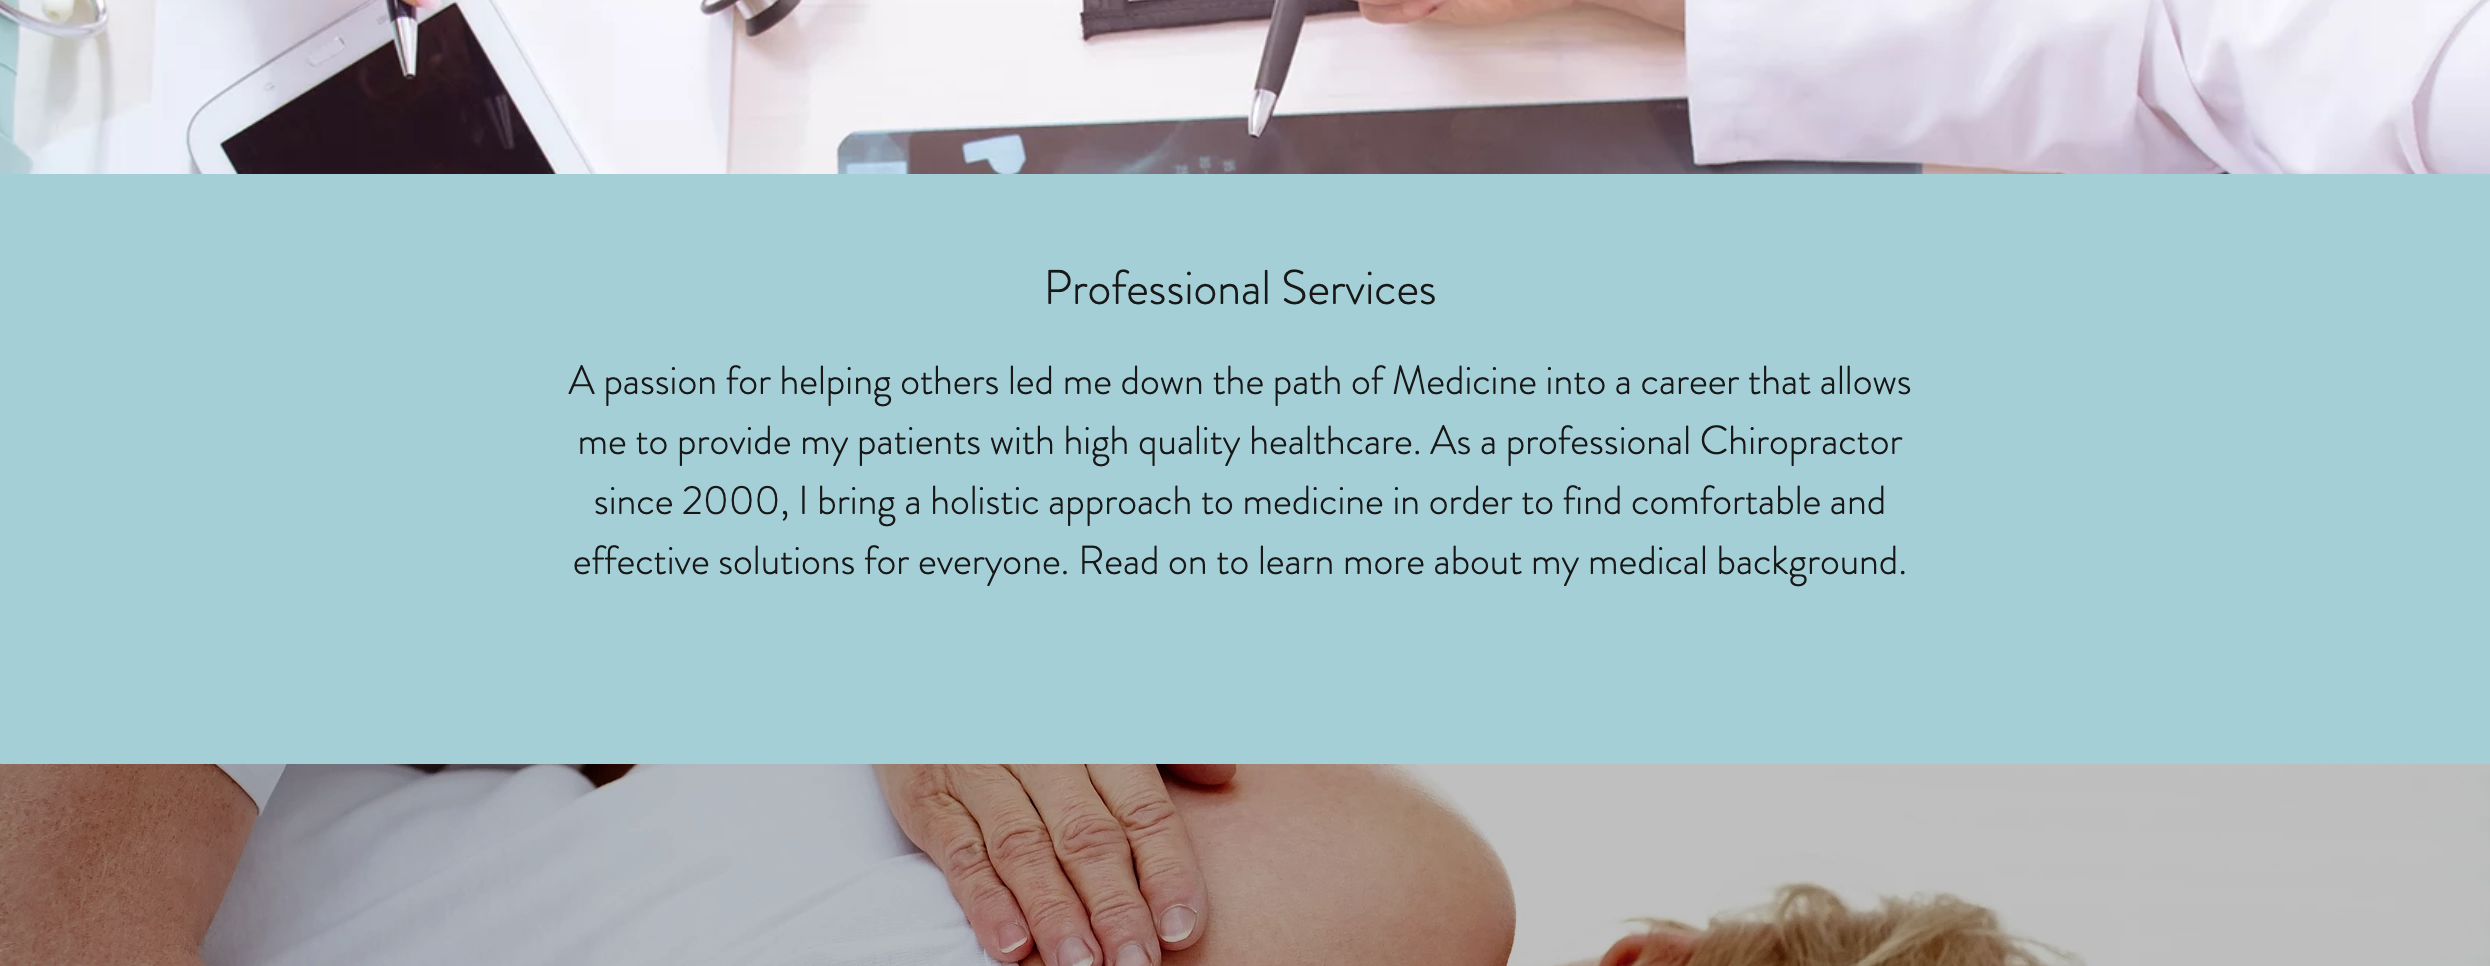 Professional Services
A passion for helping others led me down the path of Medicine into a career that allows
me to provide my patients with high quality healthcare. As a professional Chiropractor
since 2000, I bring a holistic approach to medicine in order to find comfortable and
effective solutions for everyone. Read on to learn more about my medical background.